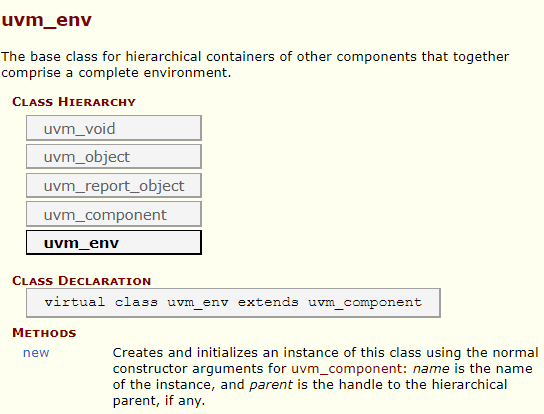 uvm_env
The base class for hierarchical containers of other components that together
comprise a complete environment.
Class Hierarchy
uvm_void
uvm_object
uvm_report_object
uvm_component
uvm_env
Class Declaration
virtual class uvm_env extends uvm_component
Methods
new Creates and initializes an instance of this class using the normal
constructor arguments for uvm_component: name is the name
of the instance, and parent is the handle to the hierarchical
parent, if any.